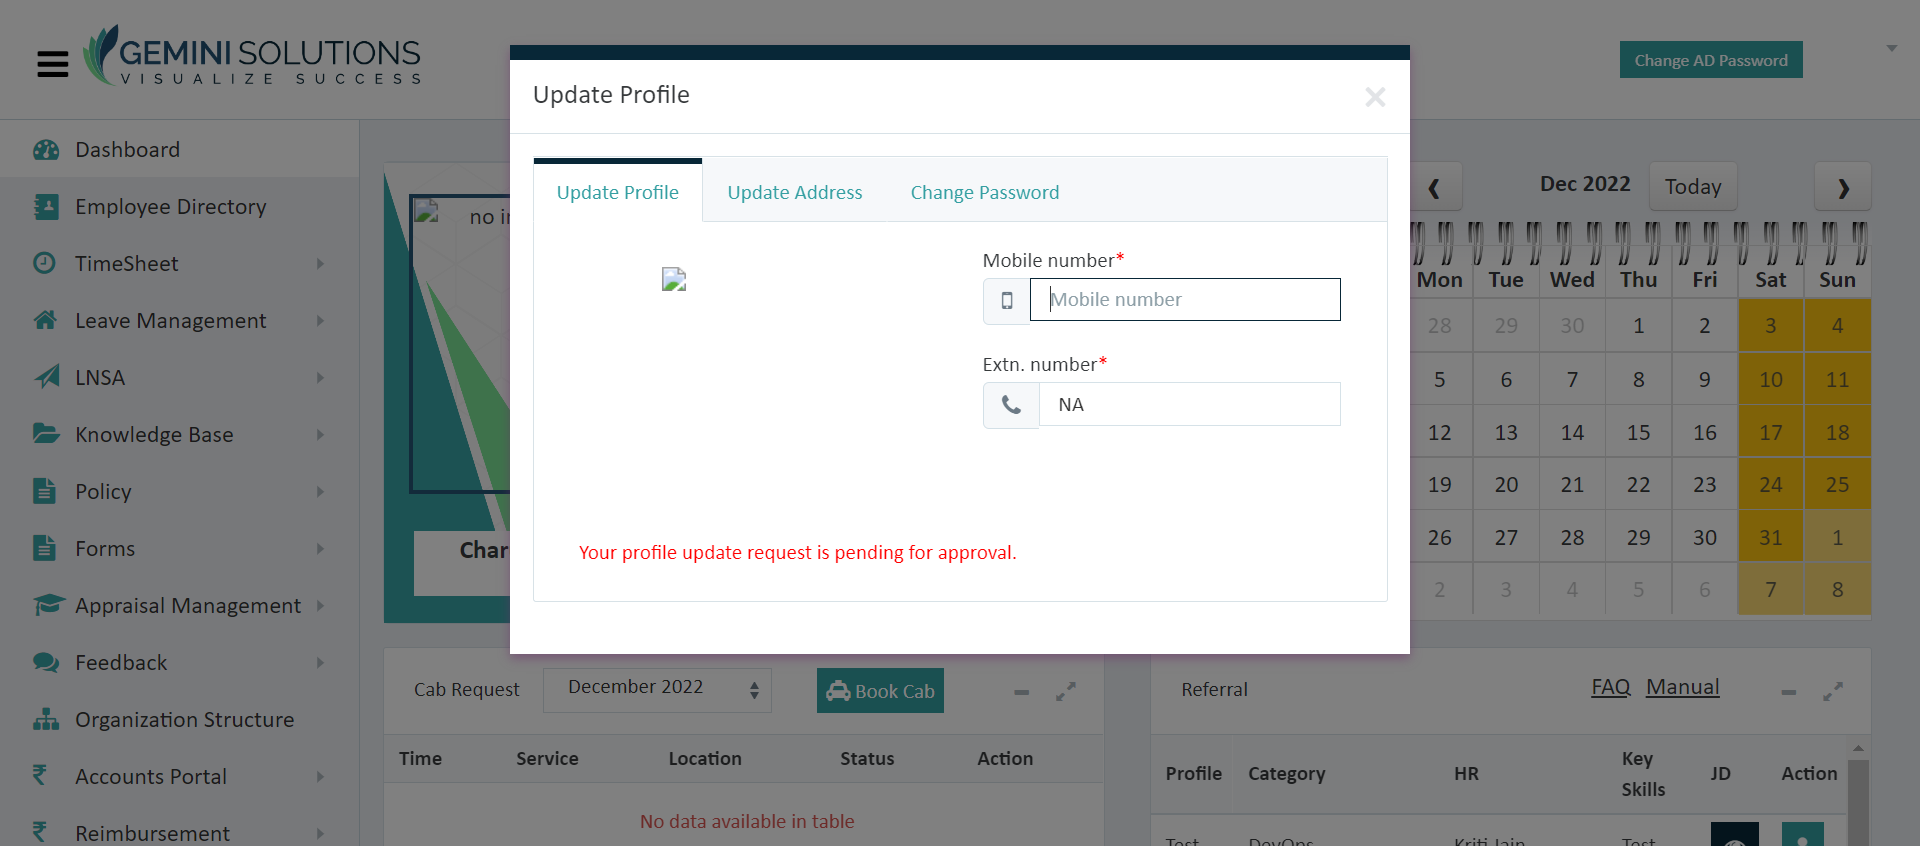 GEMINI SOLUTIONS
VISUALIZE SUCCESS
Change AD Password
Dashboard
Employee Directory
TimeSheet
Leave Management
LNSA
Knowledge Base
Policy
Forms
Appraisal Management
Feedback
Organization Structure
Accounts Portal
Reimbursement
no
Char
Update Profile
×
Update Profile
Update Address
Change Password
Mobile number*
Mobile number
Extn. number*
NA
Your profile update request is pending for approval.
Dec 2022
Today
Mon Tue Wed Thu Fri Sat Sun
28 29 30 1 2 3 4
5 6 7 8 9 10 11
12 13 14 15 16 17 18
19 20 21 22 23 24 25
26 27 28 29 30 31 1
2 3 4 5 6 7 8
Cab Request
December 2022
Book Cab
Time Service Location Status Action
No data available in table
Referral
FAQ Manual
Profile Category HR Key Skills JD Action
Test DevOps Kriti Jain Test